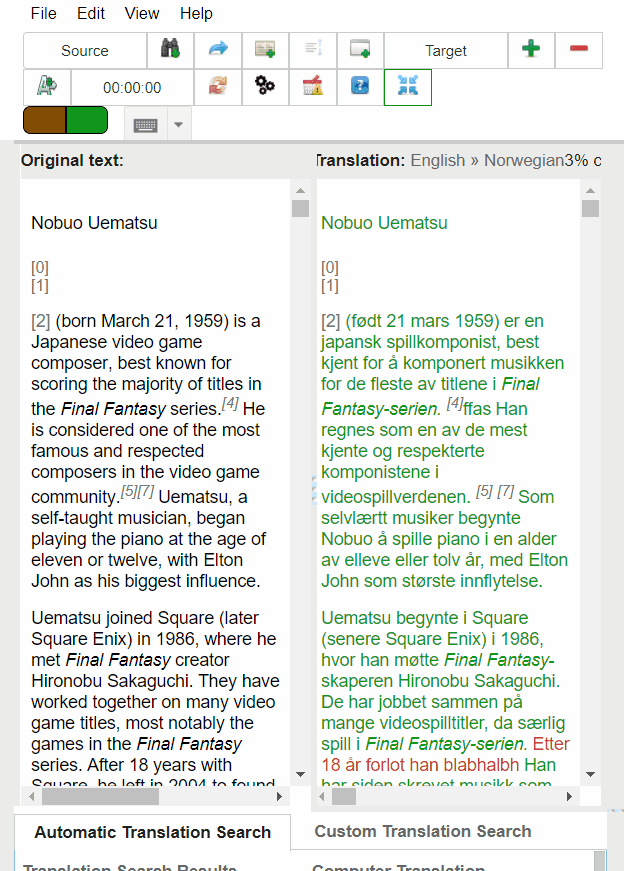 File Edit View Help
Source Target
00:00:00
Original text:
Nobuo Uematsu
[0]
[1]
[2] (born March 21, 1959) is a
Japanese video game
composer, best known for
scoring the majority of titles in
the Final Fantasy series.[4] He
is considered one of the most
famous and respected
composers in the video game
community.[5][7] Uematsu, a
self-taught musician, began
playing the piano at the age of
eleven or twelve, with Elton
John as his biggest influence.
Uematsu joined Square (later
Square Enix) in 1986, where he
met Final Fantasy creator
Hironobu Sakaguchi. They have
worked together on many video
game titles, most notably the
games in the Final Fantasy
series. After 18 years with
Square, he left in 2004 to found
Translation: English » Norwegian3% c
Nobuo Uematsu
[0]
[1]
[2] (født 21 mars 1959) er en
japansk spillkomponist, best
kjent for å komponert musikken
for de fleste av titlene i Final
Fantasy-serien. [4]ffas Han
regnes som en av de mest
kjente og respekterte
komponistene i
videospillverdenen. [5] [7] Som
selvlærtt musiker begynte
Nobuo å spille piano i en alder
av elleve eller tolv år, med Elton
John som største innflytelse.
Uematsu begynte i Square
(senere Square Enix) i 1986,
hvor han møtte Final Fantasy-
skaperen Hironobu Sakaguchi.
De har jobbet sammen på
mange videospilltitler, da særlig
spill i Final Fantasy-serien. Etter
18 år forlot han blabhalbh Han
har siden skrevet musikk som
Automatic Translation Search Custom Translation Search
Translation Search Results Computer Translation